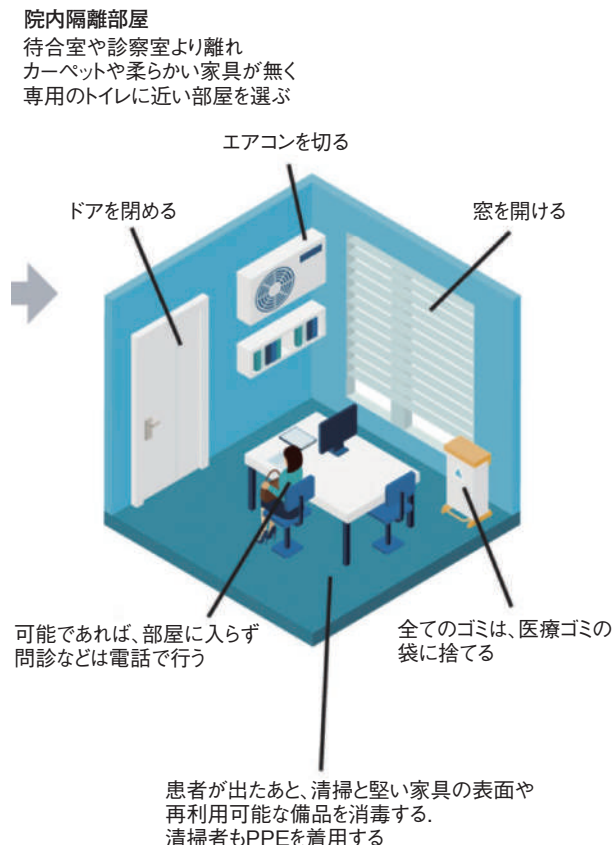 院内隔離部屋
待合室や診察室より離れ
カーペットや柔らかい家具が無く
専用のトイレに近い部屋を選ぶ
エアコンを切る
ドアを閉める
窓を開ける
可能であれば、部屋に入らず
問診などは電話で行う
全てのゴミは、医療ゴミの
袋に捨てる
患者が出たあと、清掃と堅い家具の表面や
再利用可能な備品を消毒する.
清掃者もPPEを着用する